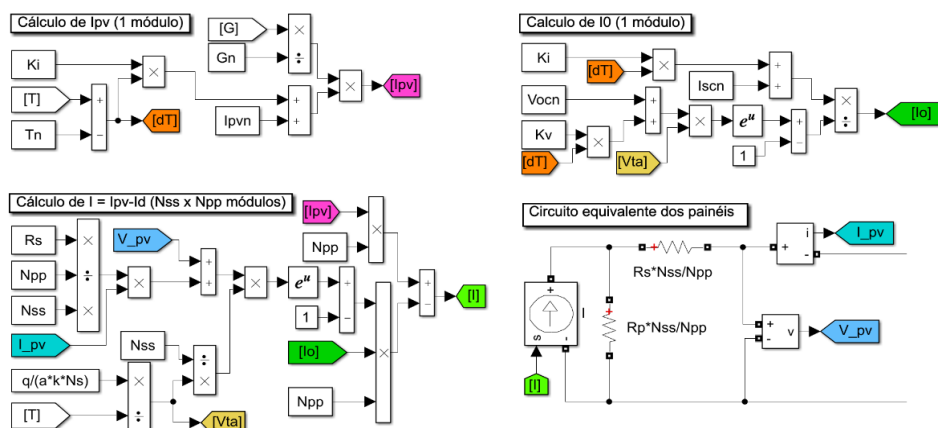 Cálculo de Ipv (1 módulo)
[G]
Gn
Ki
[T]
Tn
[dT]
Ipvn
[Ipv]
Calculo de I0 (1 módulo)
Ki
[dT]
Iscn
Vocn
Kv
[dT]
[Vta]
e^u
1
[Io]
Cálculo de I = Ipv-Id (Nss x Npp módulos)
[Ipv]
Npp
Rs
V_pv
Npp
Nss
e^u
1
[I]
I_pv
Nss
[Io]
q/(a*k*Ns)
Npp
[T]
[Vta]
Circuito equivalente dos painéis
i
I_pv
Rs*Nss/Npp
I
s
Rp*Nss/Npp
v
V_pv
[I]